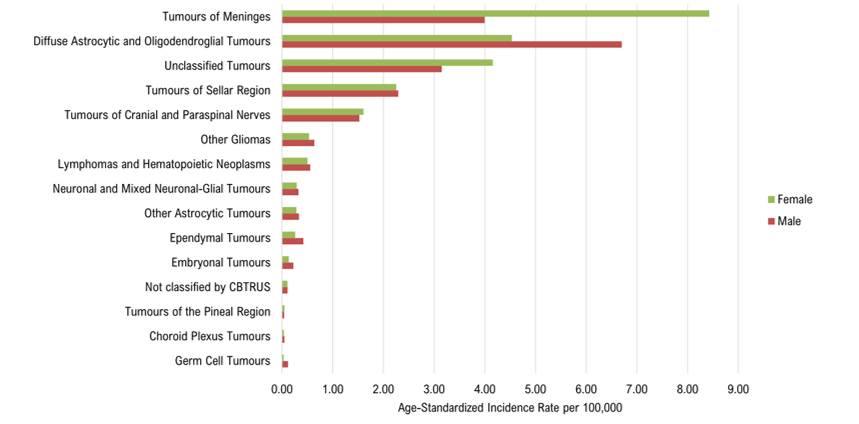 Tumours of Meninges
Diffuse Astrocytic and Oligodendroglial Tumours
Unclassified Tumours
Tumours of Sellar Region
Tumours of Cranial and Paraspinal Nerves
Other Gliomas
Lymphomas and Hematopoietic Neoplasms
Neuronal and Mixed Neuronal-Glial Tumours
Other Astrocytic Tumours
Ependymal Tumours
Embryonal Tumours
Not classified by CBTRUS
Tumours of the Pineal Region
Choroid Plexus Tumours
Germ Cell Tumours
0.00 1.00 2.00 3.00 4.00 5.00 6.00 7.00 8.00 9.00
Age-Standardized Incidence Rate per 100,000
Female
Male